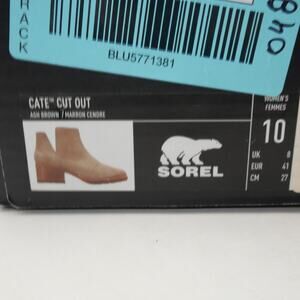 RACK
840
BLU5771381
CATE™ CUT OUT
ASH BROWN / MARRON CENDRE
SOREL
WOMEN'S
FEMMES
10
UK 8
EUR 41
CM 27